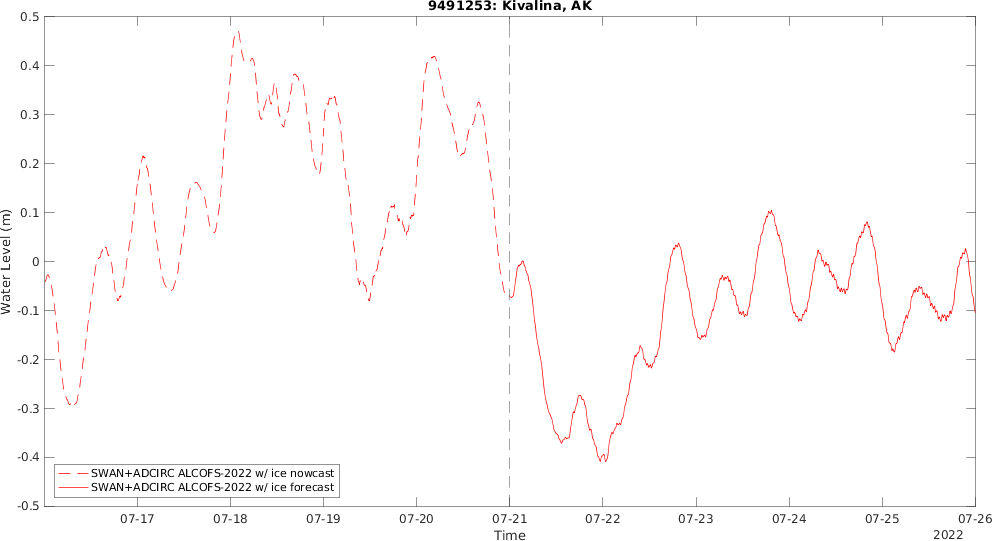 9491253: Kivalina, AK
0.5
0.4
0.3
0.2
0.1
0
-0.1
-0.2
-0.3
-0.4
-0.5
Water Level (m)
SWAN+ADCIRC ALCOFS-2022 w/ ice nowcast
SWAN+ADCIRC ALCOFS-2022 w/ ice forecast
07-17 07-18 07-19 07-20 07-21 07-22 07-23 07-24 07-25 07-26
Time
2022